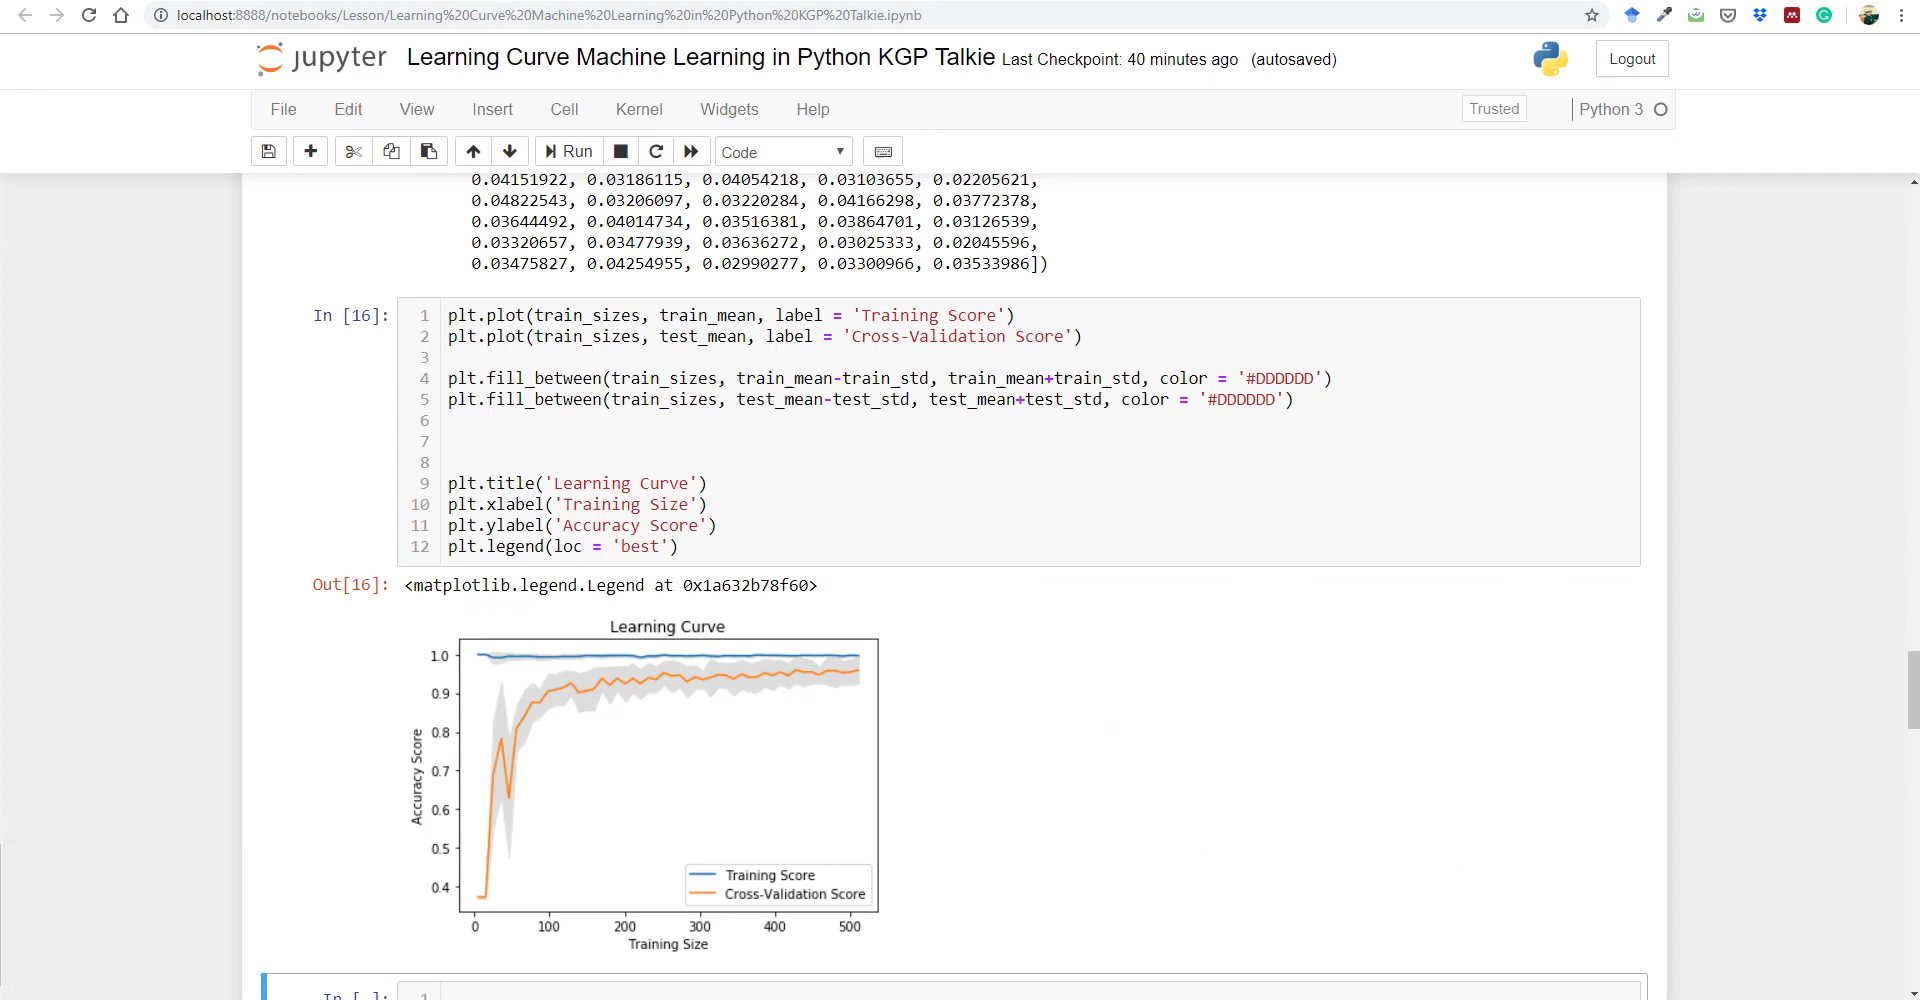 localhost:8888/notebooks/Lesson/Learning%20Curve%20Machine%20Learning%20in%20Python%20KGP%20Talkie.ipynb
jupyter Learning Curve Machine Learning in Python KGP Talkie Last Checkpoint: 40 minutes ago (autosaved)
Logout
File Edit View Insert Cell Kernel Widgets Help
Trusted
Python 3
Run
Code
0.04151922, 0.03186115, 0.04054218, 0.03103655, 0.02205621,
0.04822543, 0.03206097, 0.03220284, 0.04166298, 0.03772378,
0.03644492, 0.04014734, 0.03516381, 0.03864701, 0.03126539,
0.03320657, 0.03477939, 0.03636272, 0.03025333, 0.02045596,
0.03475827, 0.04254955, 0.02990277, 0.03300966, 0.03533986])
In [16]:
1 plt.plot(train_sizes, train_mean, label = 'Training Score')
2 plt.plot(train_sizes, test_mean, label = 'Cross-Validation Score')
3
4 plt.fill_between(train_sizes, train_mean-train_std, train_mean+train_std, color = '#DDDDDD')
5 plt.fill_between(train_sizes, test_mean-test_std, test_mean+test_std, color = '#DDDDDD')
6
7
8
9 plt.title('Learning Curve')
10 plt.xlabel('Training Size')
11 plt.ylabel('Accuracy Score')
12 plt.legend(loc = 'best')
Out[16]: <matplotlib.legend.Legend at 0x1a632b78f60>
Learning Curve
1.0
0.9
0.8
0.7
0.6
0.5
0.4
Accuracy Score
Training Score
Cross-Validation Score
0 100 200 300 400 500
Training Size
In [ ]:
1